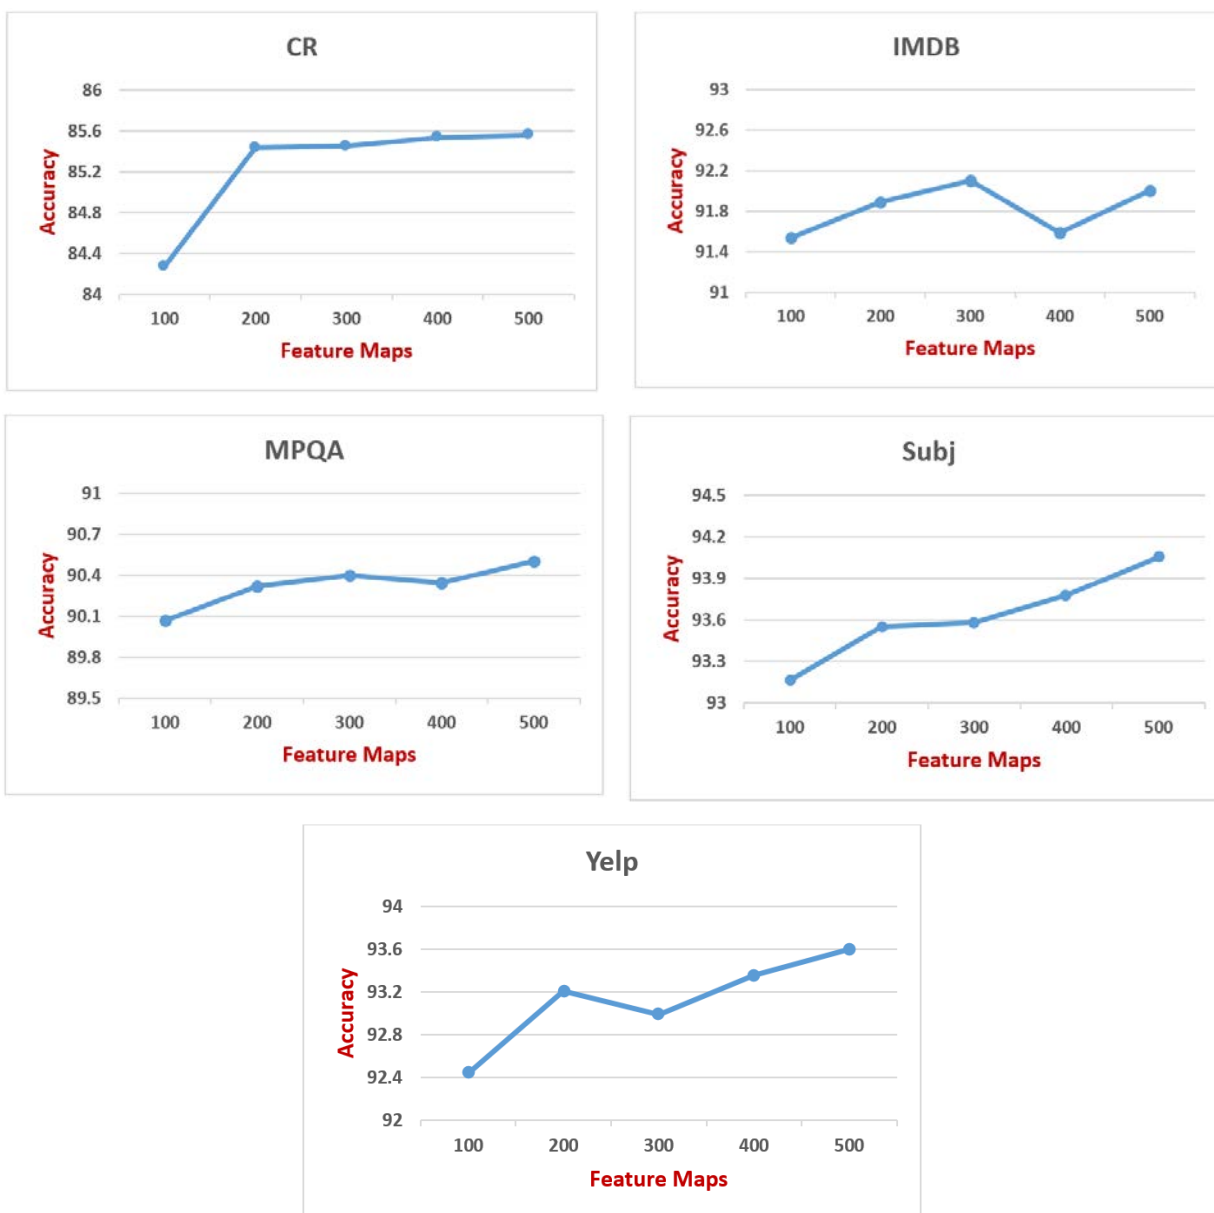 CR
86
85.6
85.2
84.8
84.4
84
Accuracy
100 200 300 400 500
Feature Maps
IMDB
93
92.6
92.2
91.8
91.4
91
Accuracy
100 200 300 400 500
Feature Maps
MPQA
91
90.7
90.4
90.1
89.8
89.5
Accuracy
100 200 300 400 500
Feature Maps
Subj
94.5
94.2
93.9
93.6
93.3
93
Accuracy
100 200 300 400 500
Feature Maps
Yelp
94
93.6
93.2
92.8
92.4
92
Accuracy
100 200 300 400 500
Feature Maps